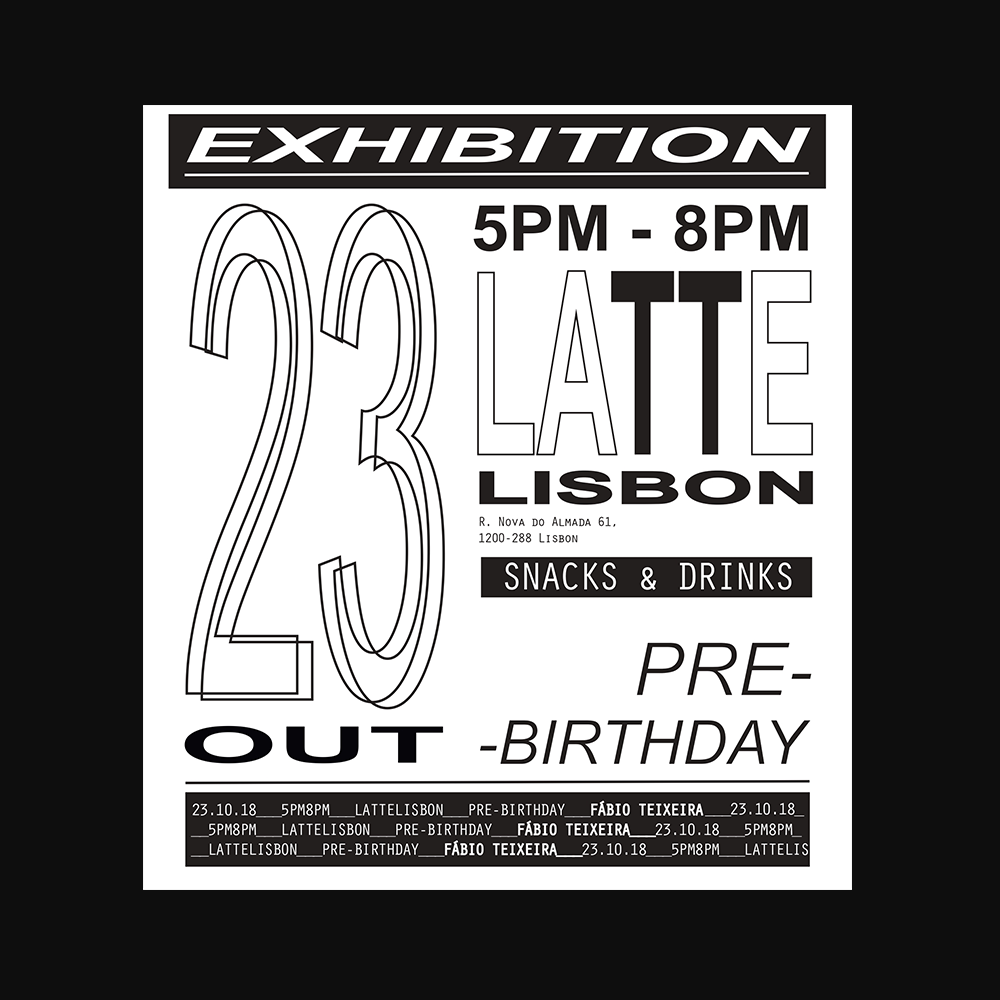 EXHIBITION
23
OUT
5PM - 8PM
LATTE
LISBON
R. Nova do Almada 61,
1200-288 Lisbon
SNACKS & DRINKS
PRE-
-BIRTHDAY
23.10.18___5PM8PM___LATTELISBON___PRE-BIRTHDAY___FÁBIO TEIXEIRA___23.10.18_
__5PM8PM___LATTELISBON___PRE-BIRTHDAY___FÁBIO TEIXEIRA___23.10.18___5PM8PM_
__LATTELISBON___PRE-BIRTHDAY___FÁBIO TEIXEIRA___23.10.18___5PM8PM___LATTELIS